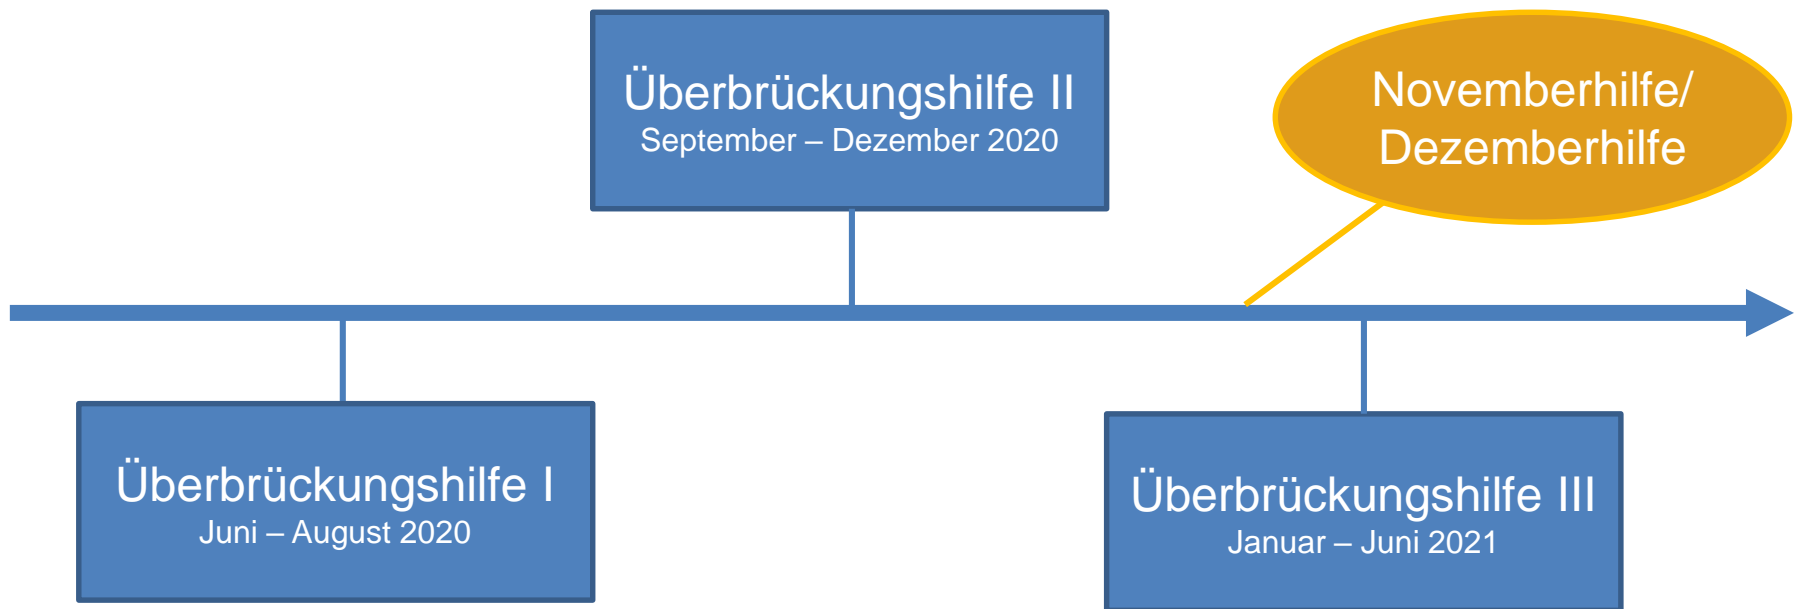 Überbrückungshilfe II
September – Dezember 2020
Novemberhilfe/
Dezemberhilfe
Überbrückungshilfe I
Juni – August 2020
Überbrückungshilfe III
Januar – Juni 2021